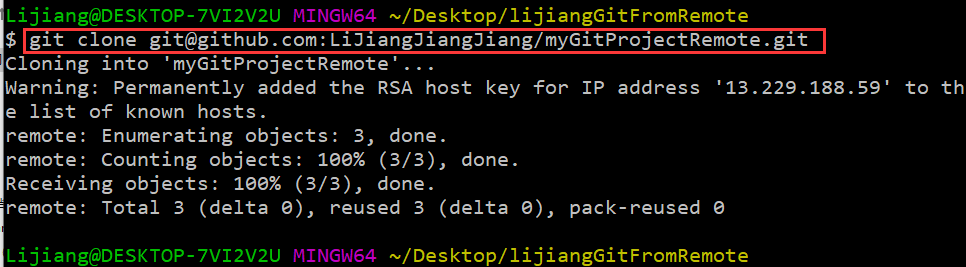 Lijiang@DESKTOP-7VI2V2U MINGW64 ~/Desktop/lijiangGitFromRemote
$ git clone git@github.com:LiJiangJiangJiang/myGitProjectRemote.git
Cloning into 'myGitProjectRemote'...
Warning: Permanently added the RSA host key for IP address '13.229.188.59' to th
e list of known hosts.
remote: Enumerating objects: 3, done.
remote: Counting objects: 100% (3/3), done.
Receiving objects: 100% (3/3), done.
remote: Total 3 (delta 0), reused 3 (delta 0), pack-reused 0
Lijiang@DESKTOP-7VI2V2U MINGW64 ~/Desktop/lijiangGitFromRemote